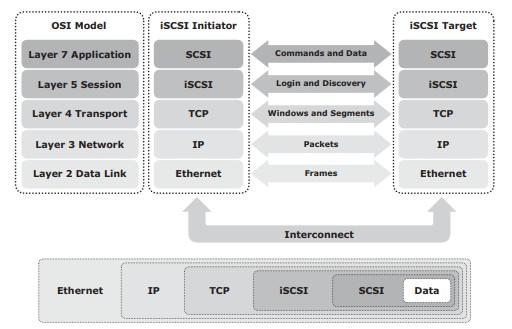 OSI Model
iSCSI Initiator
iSCSI Target
Layer 7 Application
SCSI
Commands and Data
SCSI
Layer 5 Session
iSCSI
Login and Discovery
iSCSI
Layer 4 Transport
TCP
Windows and Segments
TCP
Layer 3 Network
IP
Packets
IP
Layer 2 Data Link
Ethernet
Frames
Ethernet
Interconnect
Ethernet
IP
TCP
iSCSI
SCSI
Data